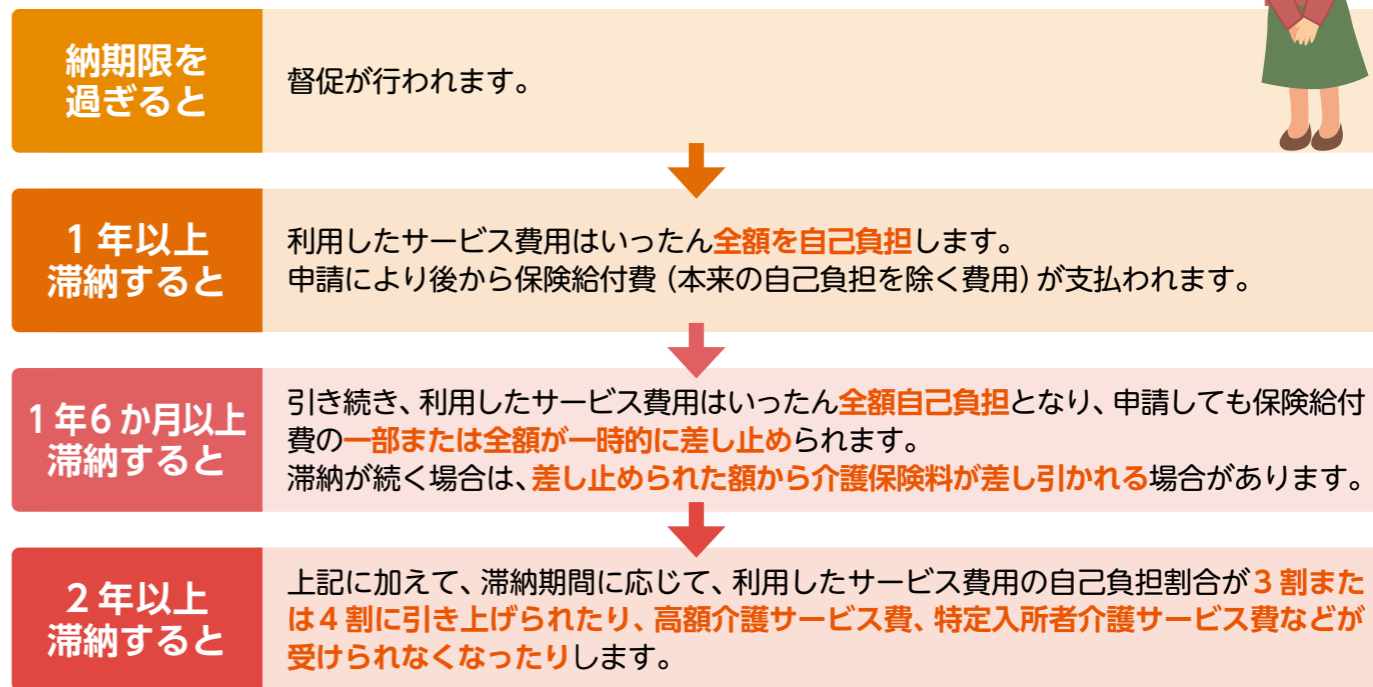 納期限を
過ぎると
督促が行われます。
1年以上
滞納すると
利用したサービス費用はいったん全額を自己負担します。
申請により後から保険給付費（本来の自己負担を除く費用）が支払われます。
1年6か月以上
滞納すると
引き続き、利用したサービス費用はいったん全額自己負担となり、申請しても保険給付
費の一部または全額が一時的に差し止められます。
滞納が続く場合は、差し止められた額から介護保険料が差し引かれる場合があります。
2年以上
滞納すると
上記に加えて、滞納期間に応じて、利用したサービス費用の自己負担割合が3割また
は4割に引き上げられたり、高額介護サービス費、特定入所者介護サービス費などが
受けられなくなったりします。